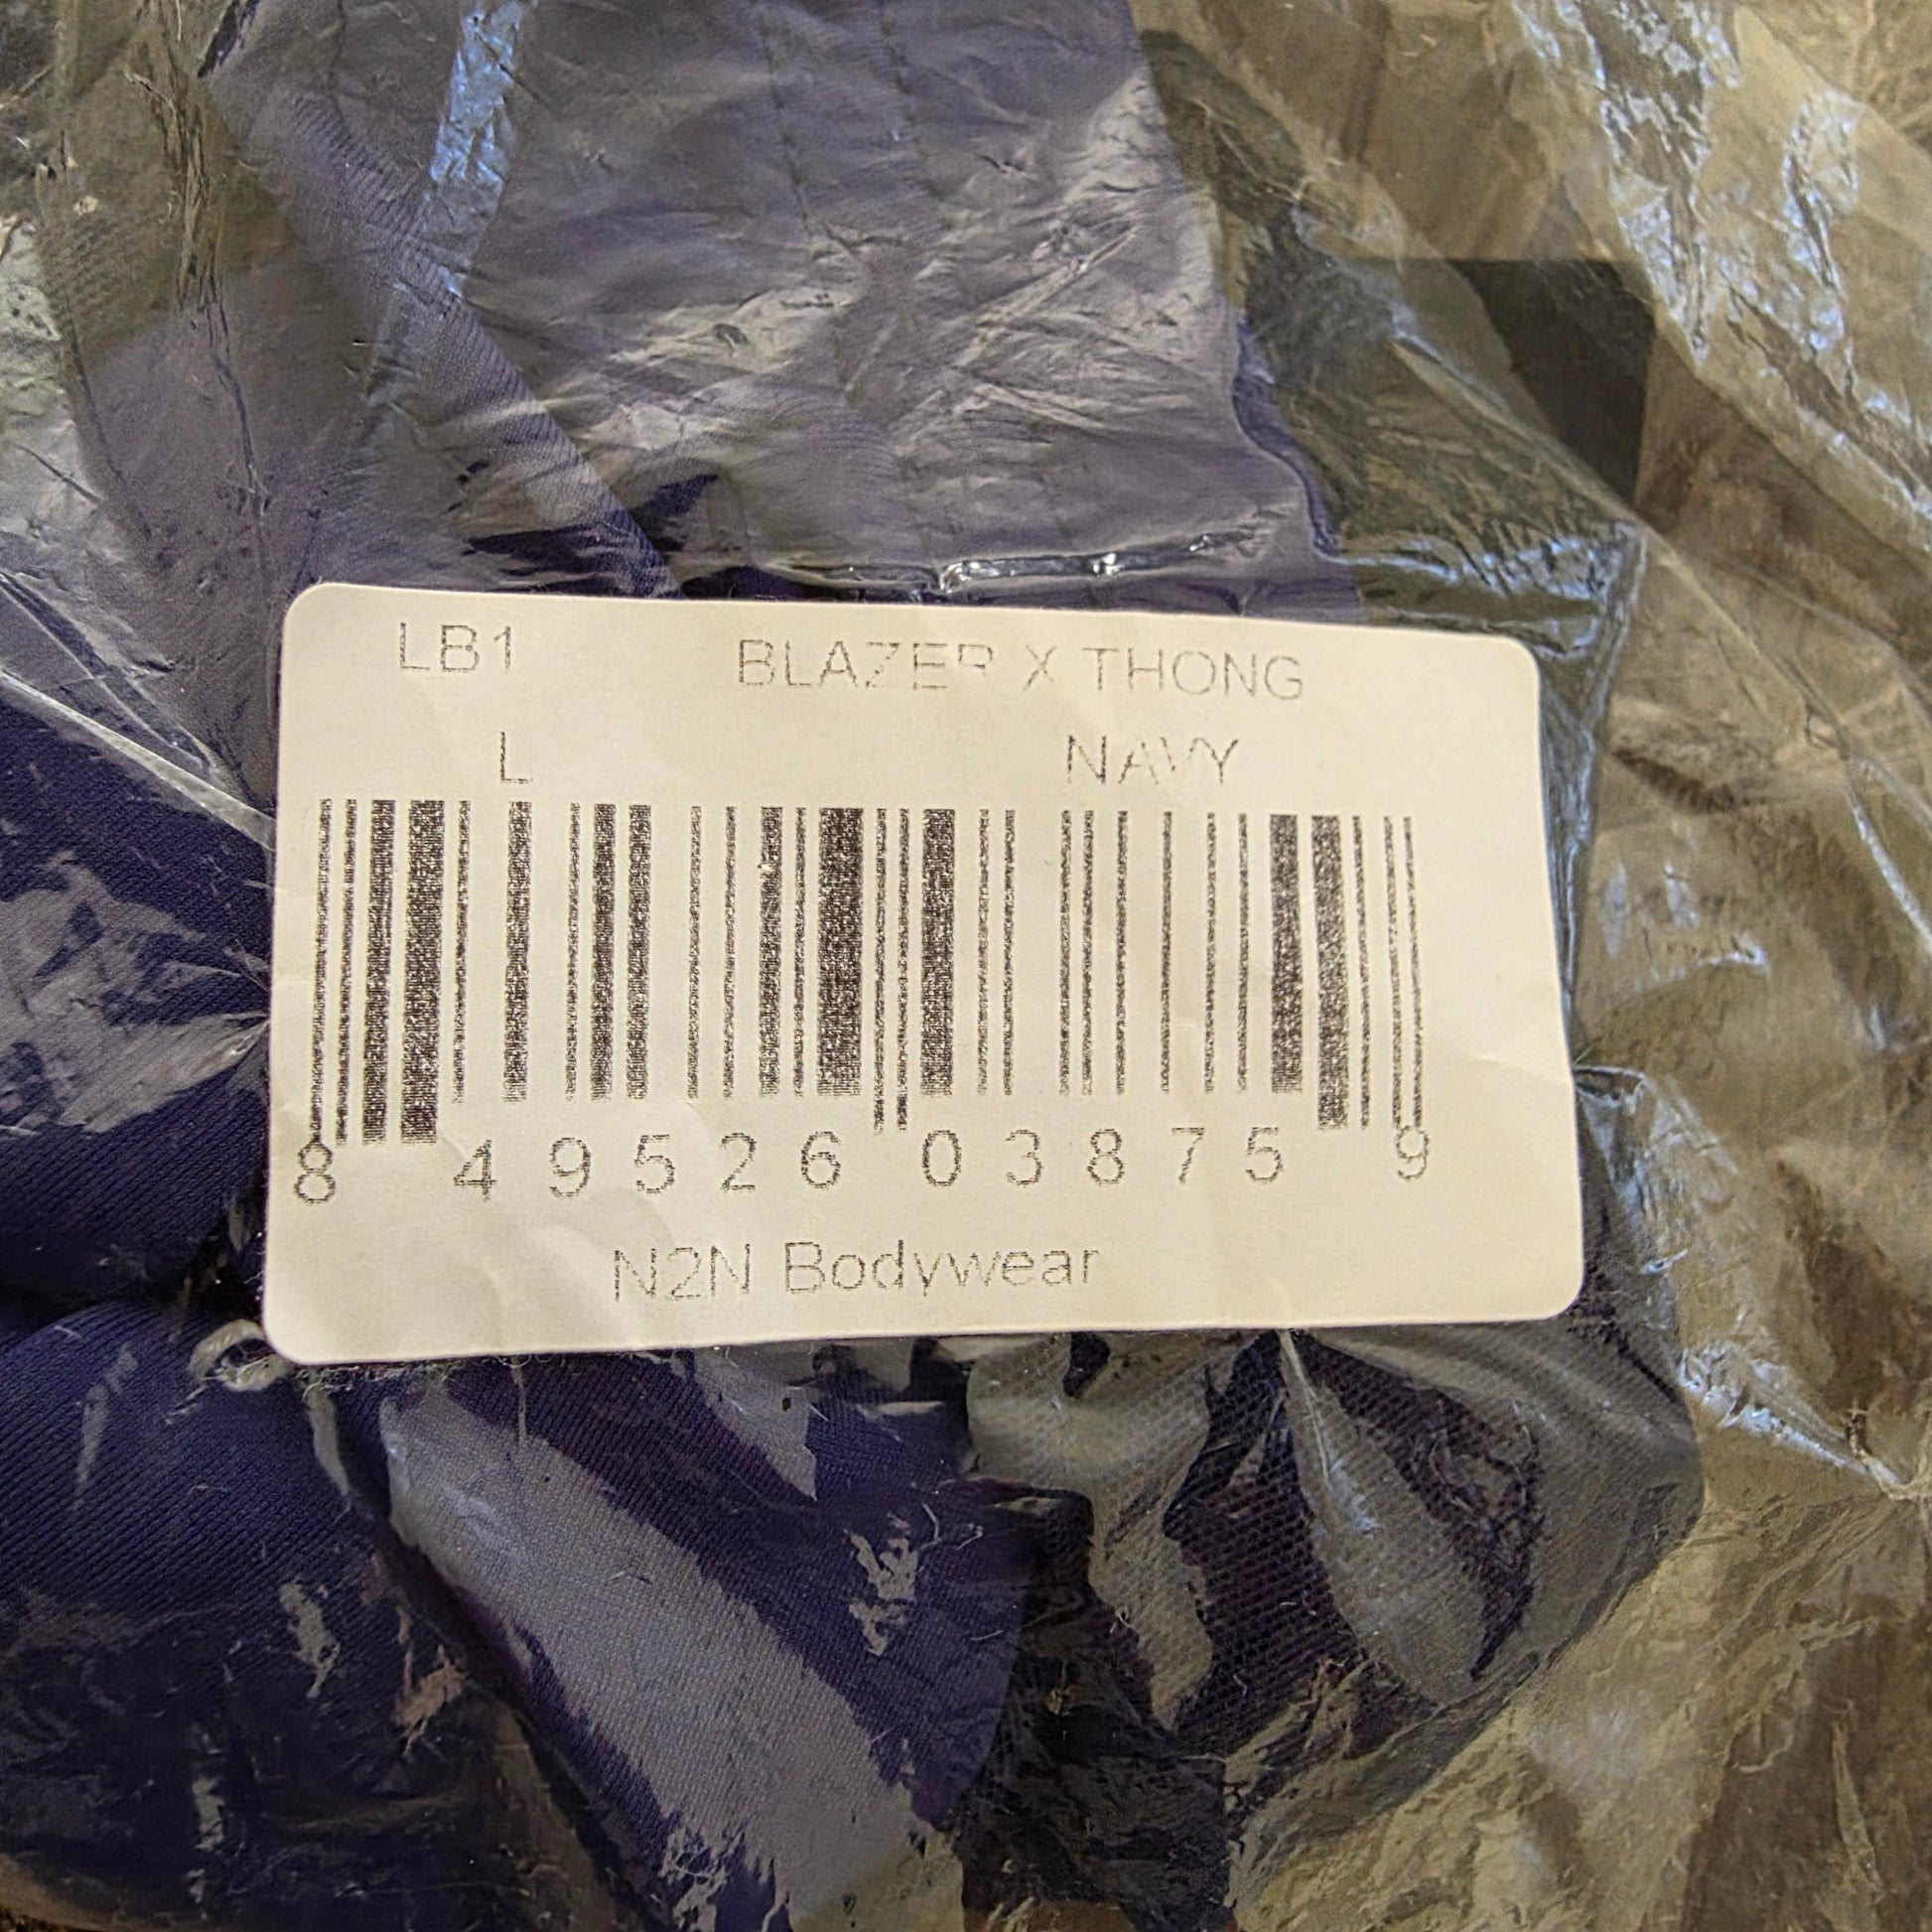 LB1 BLAZER X THONG
L NAVY
8 49526 03875 9
N2N Bodywear